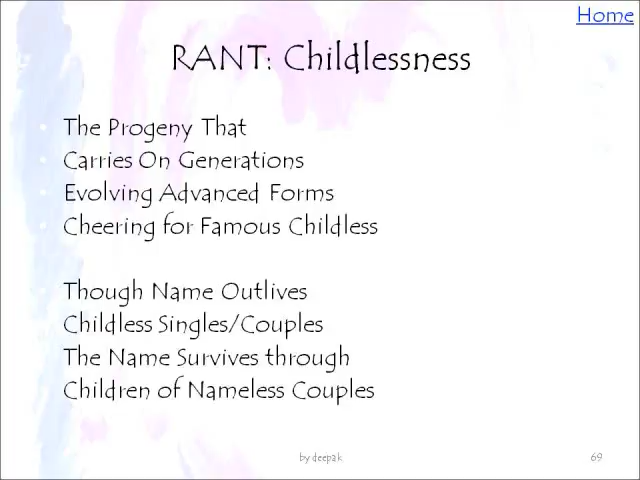 Home
RANT: Childlessness
The Progeny That
Carries On Generations
Evolving Advanced Forms
Cheering for Famous Childless
Though Name Outlives
Childless Singles/Couples
The Name Survives through
Children of Nameless Couples
by deepak
69